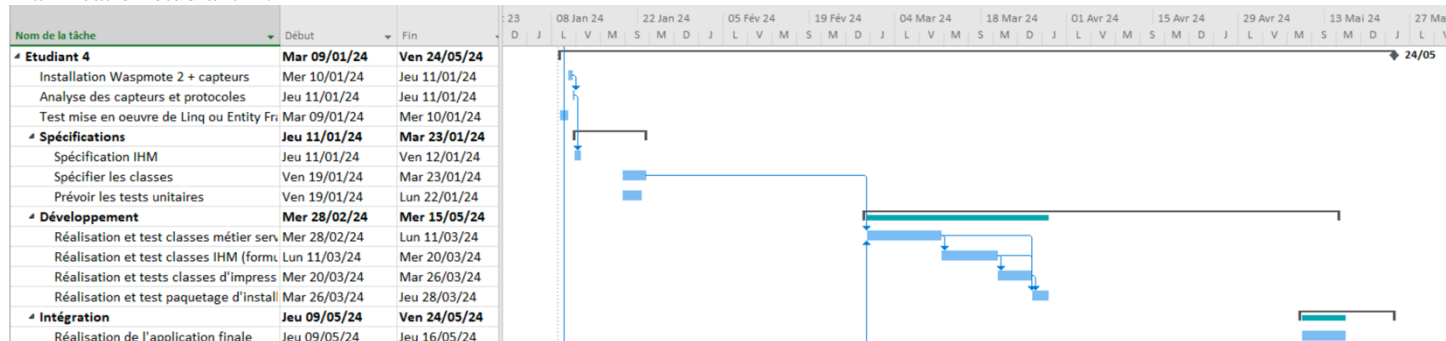 : 23 08 Jan 24 22 Jan 24 05 Fév 24 19 Fév 24 04 Mar 24 18 Mar 24 01 Avr 24 15 Avr 24 29 Avr 24 13 Mai 24 27 Ma
Nom de la tâche Début Fin D J L V M S M D J L V M S M D J L V M S M D J L V M S M D J L V M S M D J L V
Etudiant 4 Mar 09/01/24 Ven 24/05/24 24/05
Installation Waspmote 2 + capteurs Mer 10/01/24 Jeu 11/01/24
Analyse des capteurs et protocoles Jeu 11/01/24 Jeu 11/01/24
Test mise en oeuvre de Linq ou Entity Fra Mar 09/01/24 Mer 10/01/24
Spécifications Jeu 11/01/24 Mar 23/01/24
Spécification IHM Jeu 11/01/24 Ven 12/01/24
Spécifier les classes Ven 19/01/24 Mar 23/01/24
Prévoir les tests unitaires Ven 19/01/24 Lun 22/01/24
Développement Mer 28/02/24 Mer 15/05/24
Réalisation et test classes métier serv Mer 28/02/24 Lun 11/03/24
Réalisation et test classes IHM (formu Lun 11/03/24 Mer 20/03/24
Réalisation et tests classes d'impress Mer 20/03/24 Mar 26/03/24
Réalisation et test paquetage d'install Mar 26/03/24 Jeu 28/03/24
Intégration Jeu 09/05/24 Ven 24/05/24
Réalisation de l'application finale Jeu 09/05/24 Jeu 16/05/24